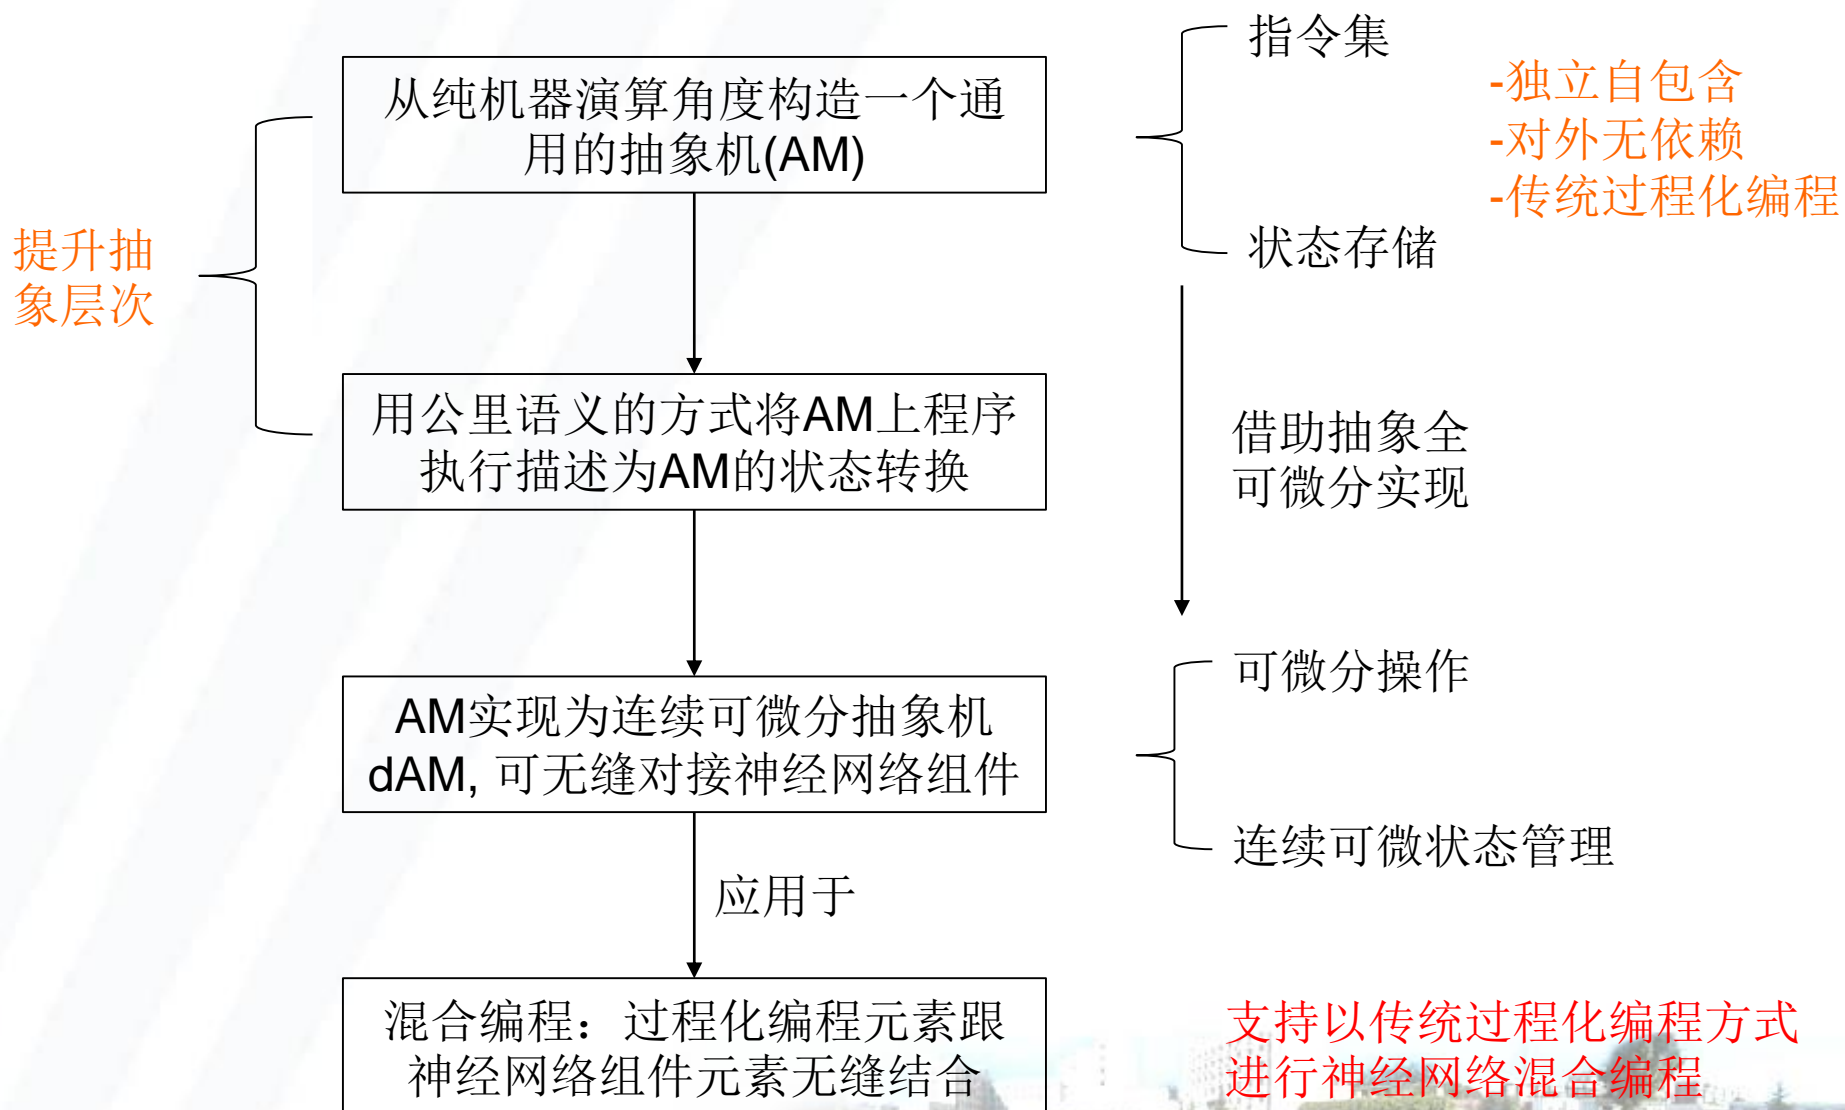 指令集
-独立自包含
-对外无依赖
-传统过程化编程
状态存储
从纯机器演算角度构造一个通
用的抽象机(AM)
提升抽
象层次
用公里语义的方式将AM上程序
执行描述为AM的状态转换
借助抽象全
可微分实现
可微分操作
AM实现为连续可微分抽象机
dAM, 可无缝对接神经网络组件
连续可微状态管理
应用于
混合编程：过程化编程元素跟
神经网络组件元素无缝结合
支持以传统过程化编程方式
进行神经网络混合编程